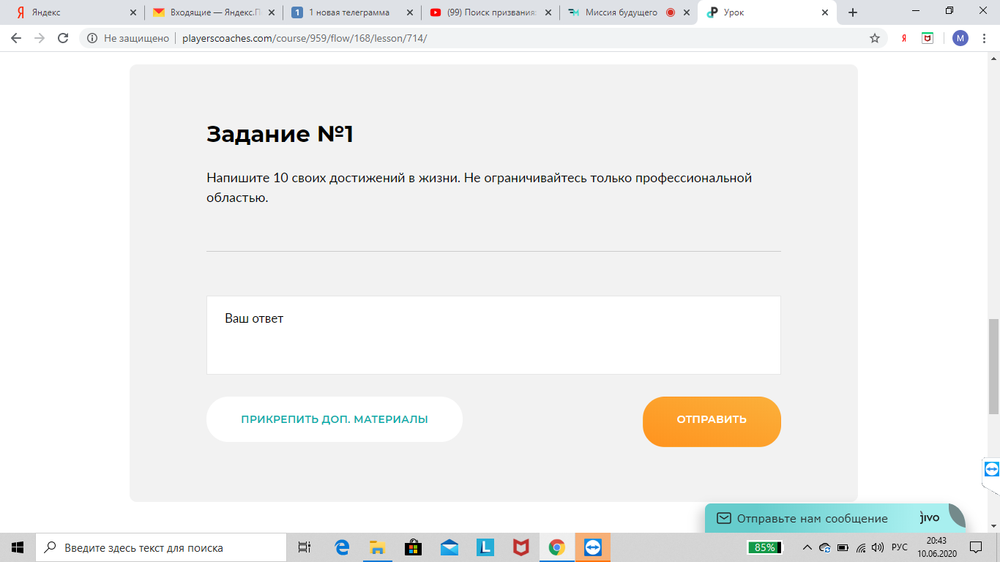 Яндекс
Входящие — Яндекс.П
1 новая телеграмма
(99) Поиск призвания:
Миссия будущего
Урок
Не защищено
playerscoaches.com/course/959/flow/168/lesson/714/
Я
М
Задание №1
Напишите 10 своих достижений в жизни. Не ограничивайтесь только профессиональной
областью.
Ваш ответ
ПРИКРЕПИТЬ ДОП. МАТЕРИАЛЫ
ОТПРАВИТЬ
Отправьте нам сообщение
jivo
Введите здесь текст для поиска
85%
РУС
20:43
10.06.2020